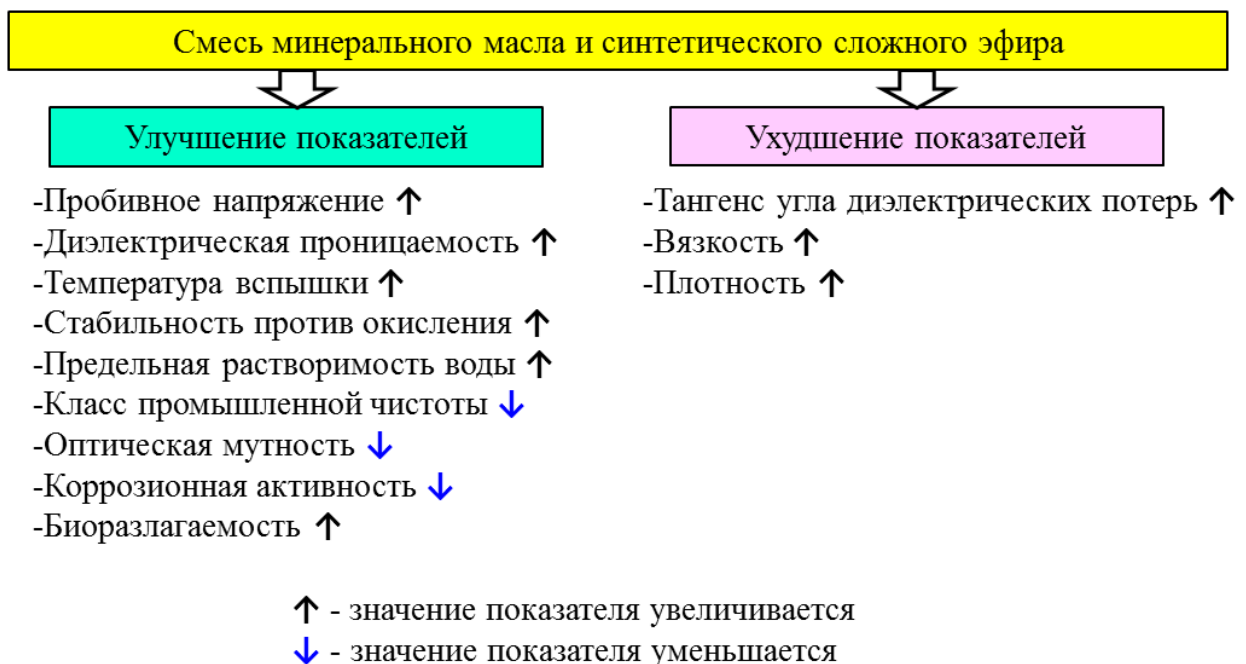 Смесь минерального масла и синтетического сложного эфира
Улучшение показателей
-Пробивное напряжение ↑
-Диэлектрическая проницаемость ↑
-Температура вспышки ↑
-Стабильность против окисления ↑
-Предельная растворимость воды ↑
-Класс промышленной чистоты ↓
-Оптическая мутность ↓
-Коррозионная активность ↓
-Биоразлагаемость ↑
Ухудшение показателей
-Тангенс угла диэлектрических потерь ↑
-Вязкость ↑
-Плотность ↑
↑ - значение показателя увеличивается
↓ - значение показателя уменьшается